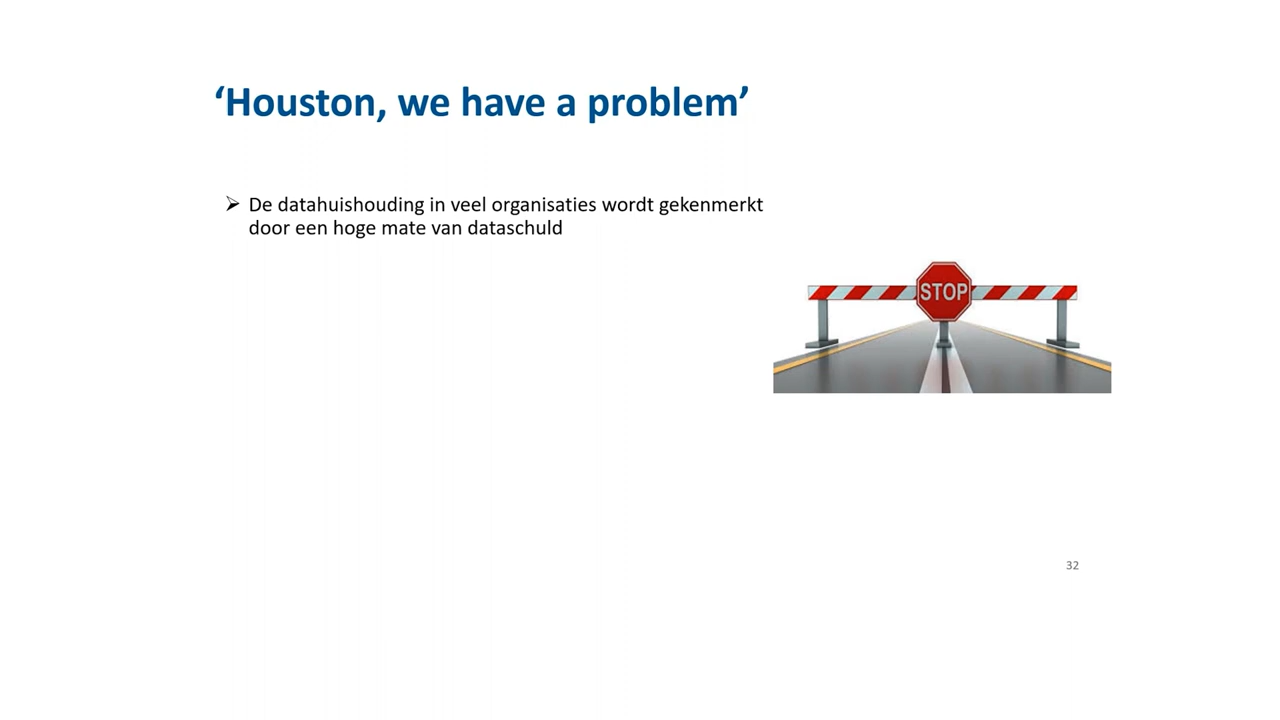 ‘Houston, we have a problem’
➢ De datahuishouding in veel organisaties wordt gekenmerkt
door een hoge mate van dataschuld
STOP
32